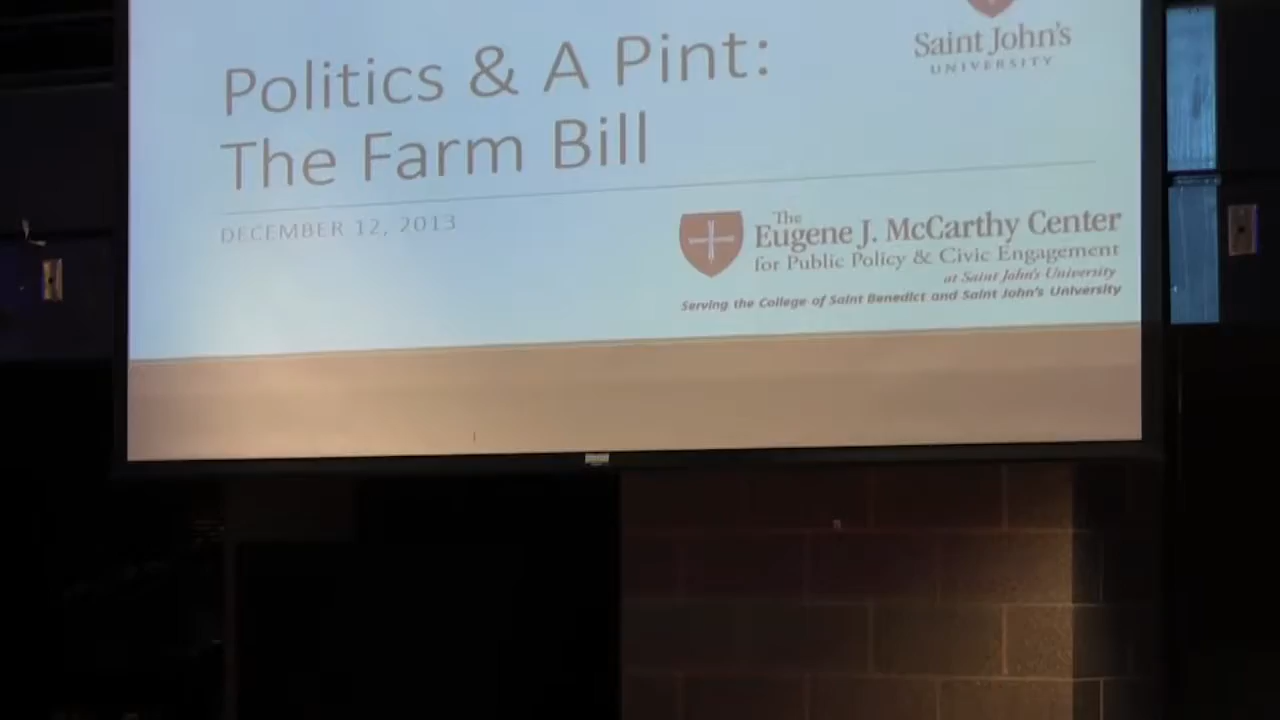 Politics & A Pint:
The Farm Bill
DECEMBER 12, 2013
Saint John's
UNIVERSITY
The
Eugene J. McCarthy Center
for Public Policy & Civic Engagement
at Saint John's University
Serving the College of Saint Benedict and Saint John's University